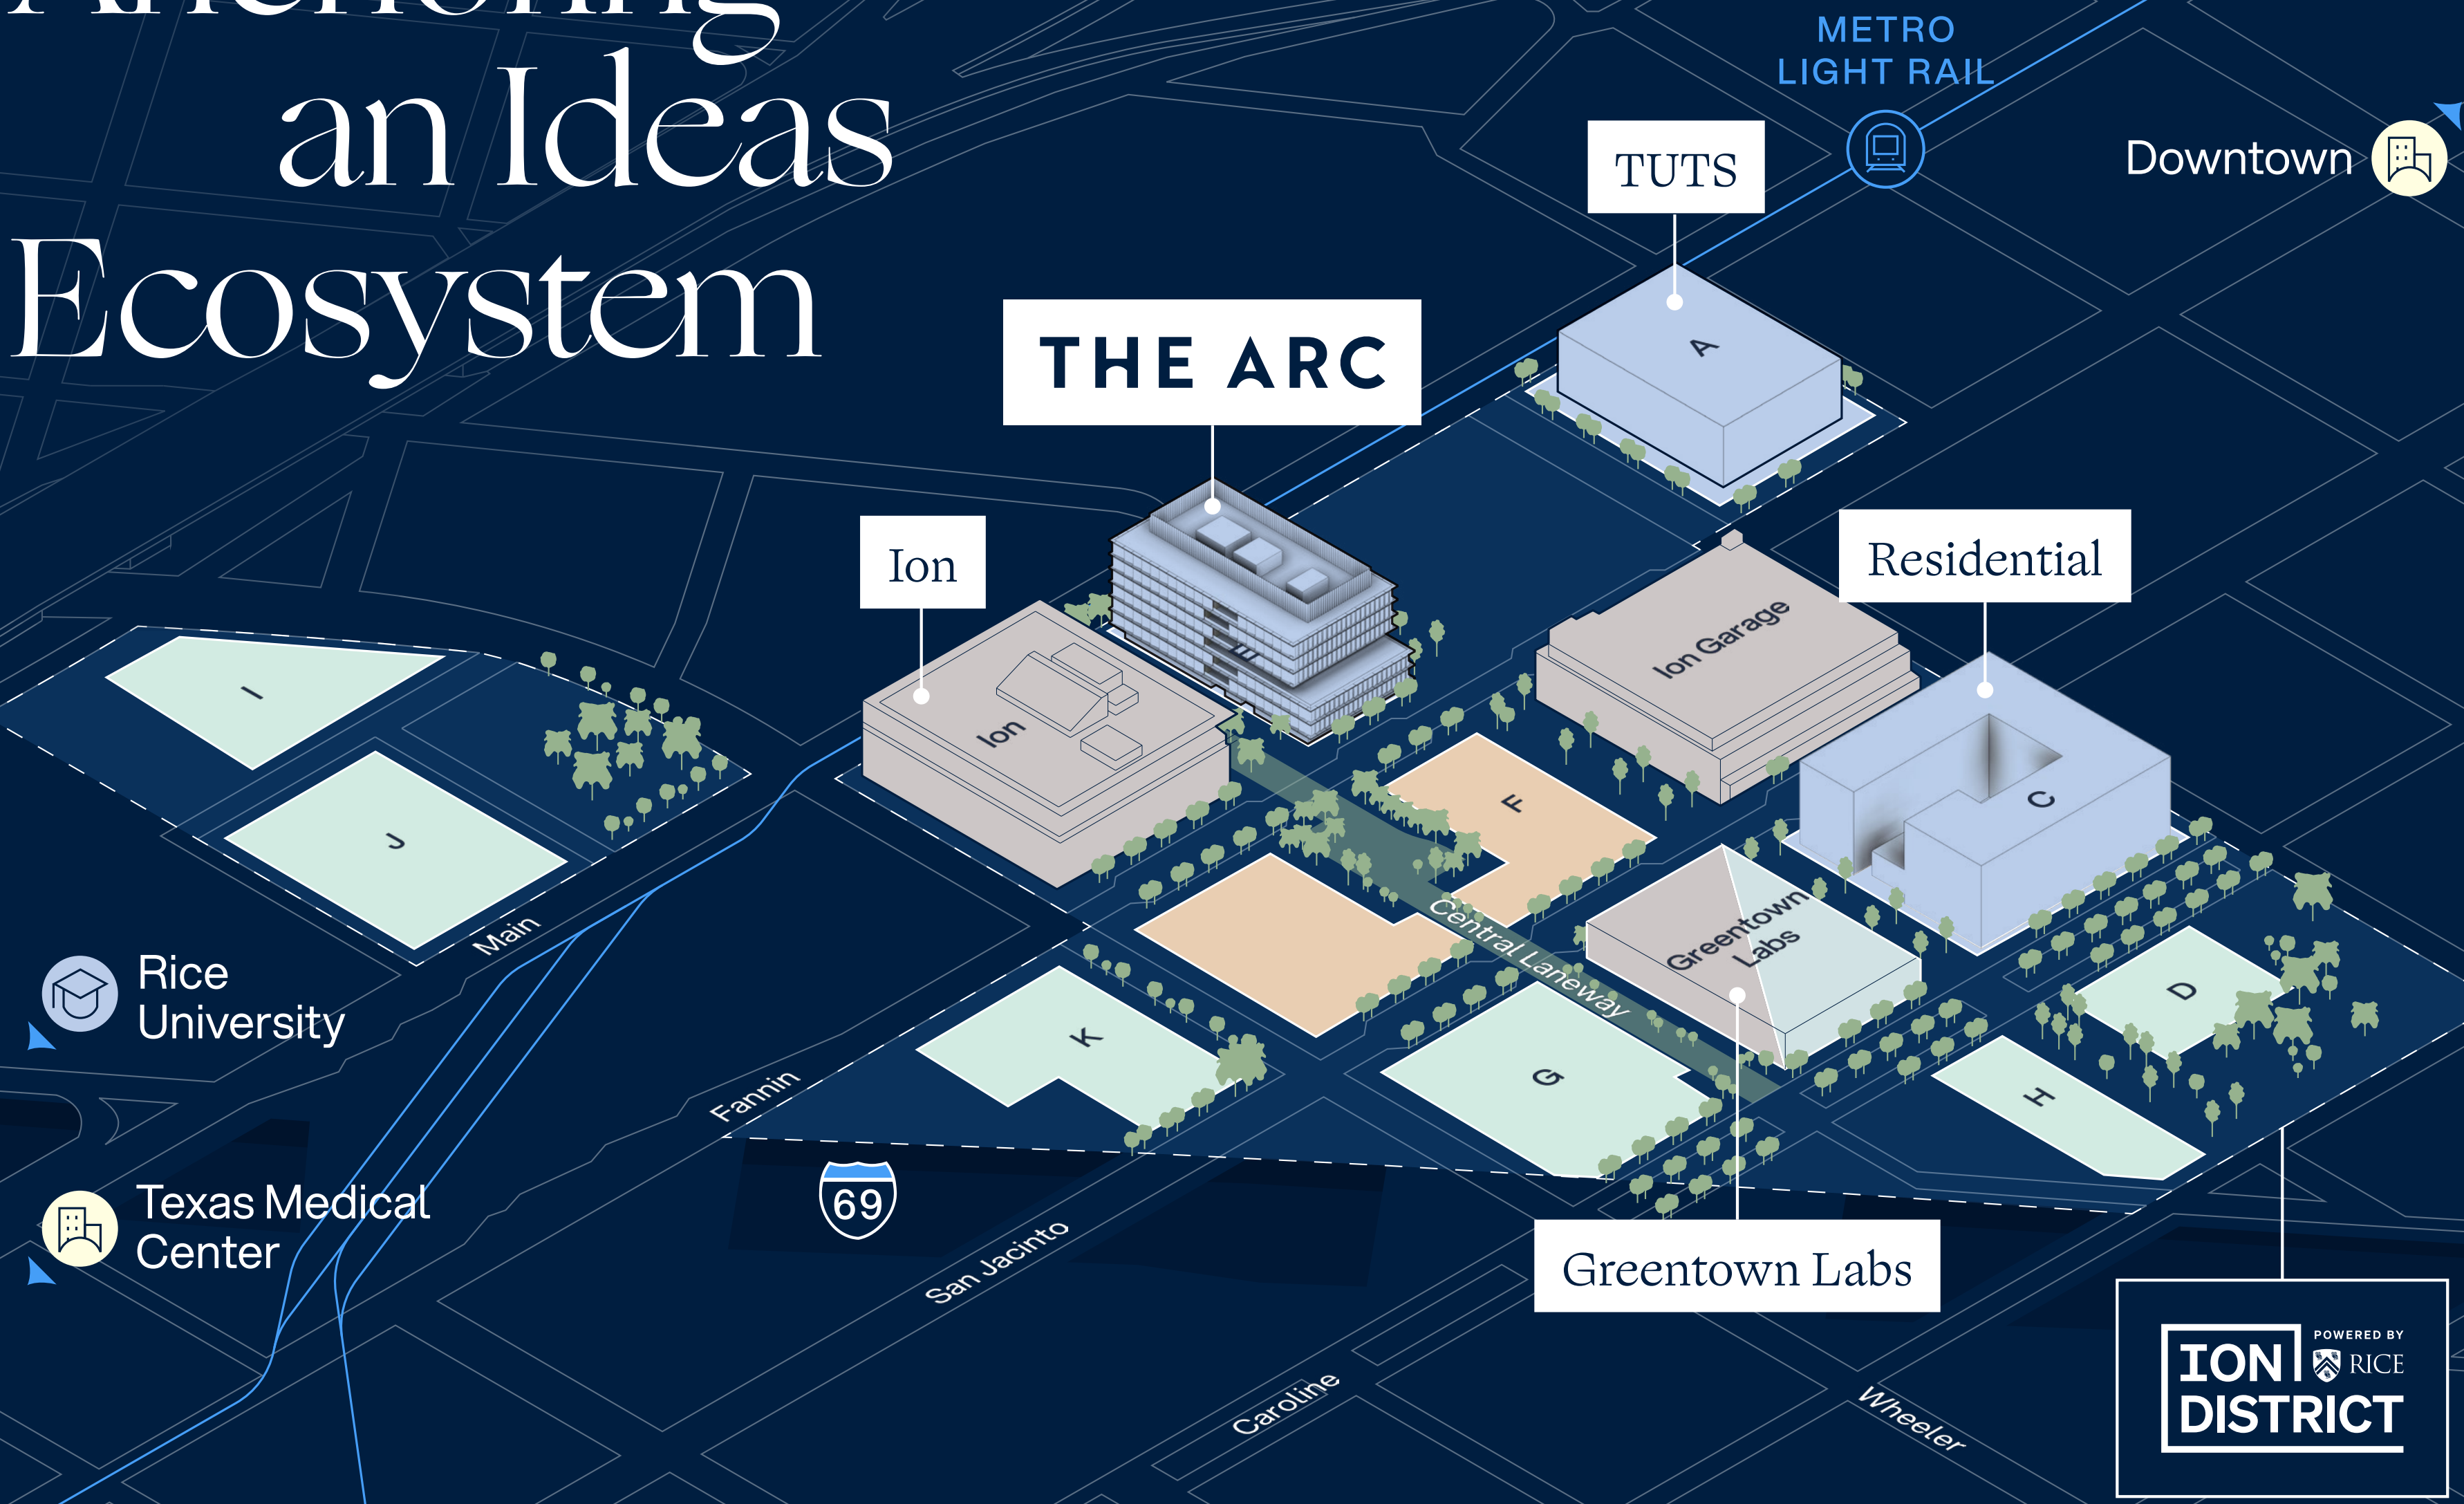 Anchoring
an Ideas
Ecosystem
METRO
LIGHT RAIL
Downtown
TUTS
A
THE ARC
Ion
Residential
Ion Garage
Ion
C
I
J
F
Central Laneway
Greentown
Labs
D
K
G
H
Main
Rice
University
Fannin
Texas Medical
Center
69
San Jacinto
Greentown Labs
Caroline
Wheeler
ION
DISTRICT
POWERED BY
RICE